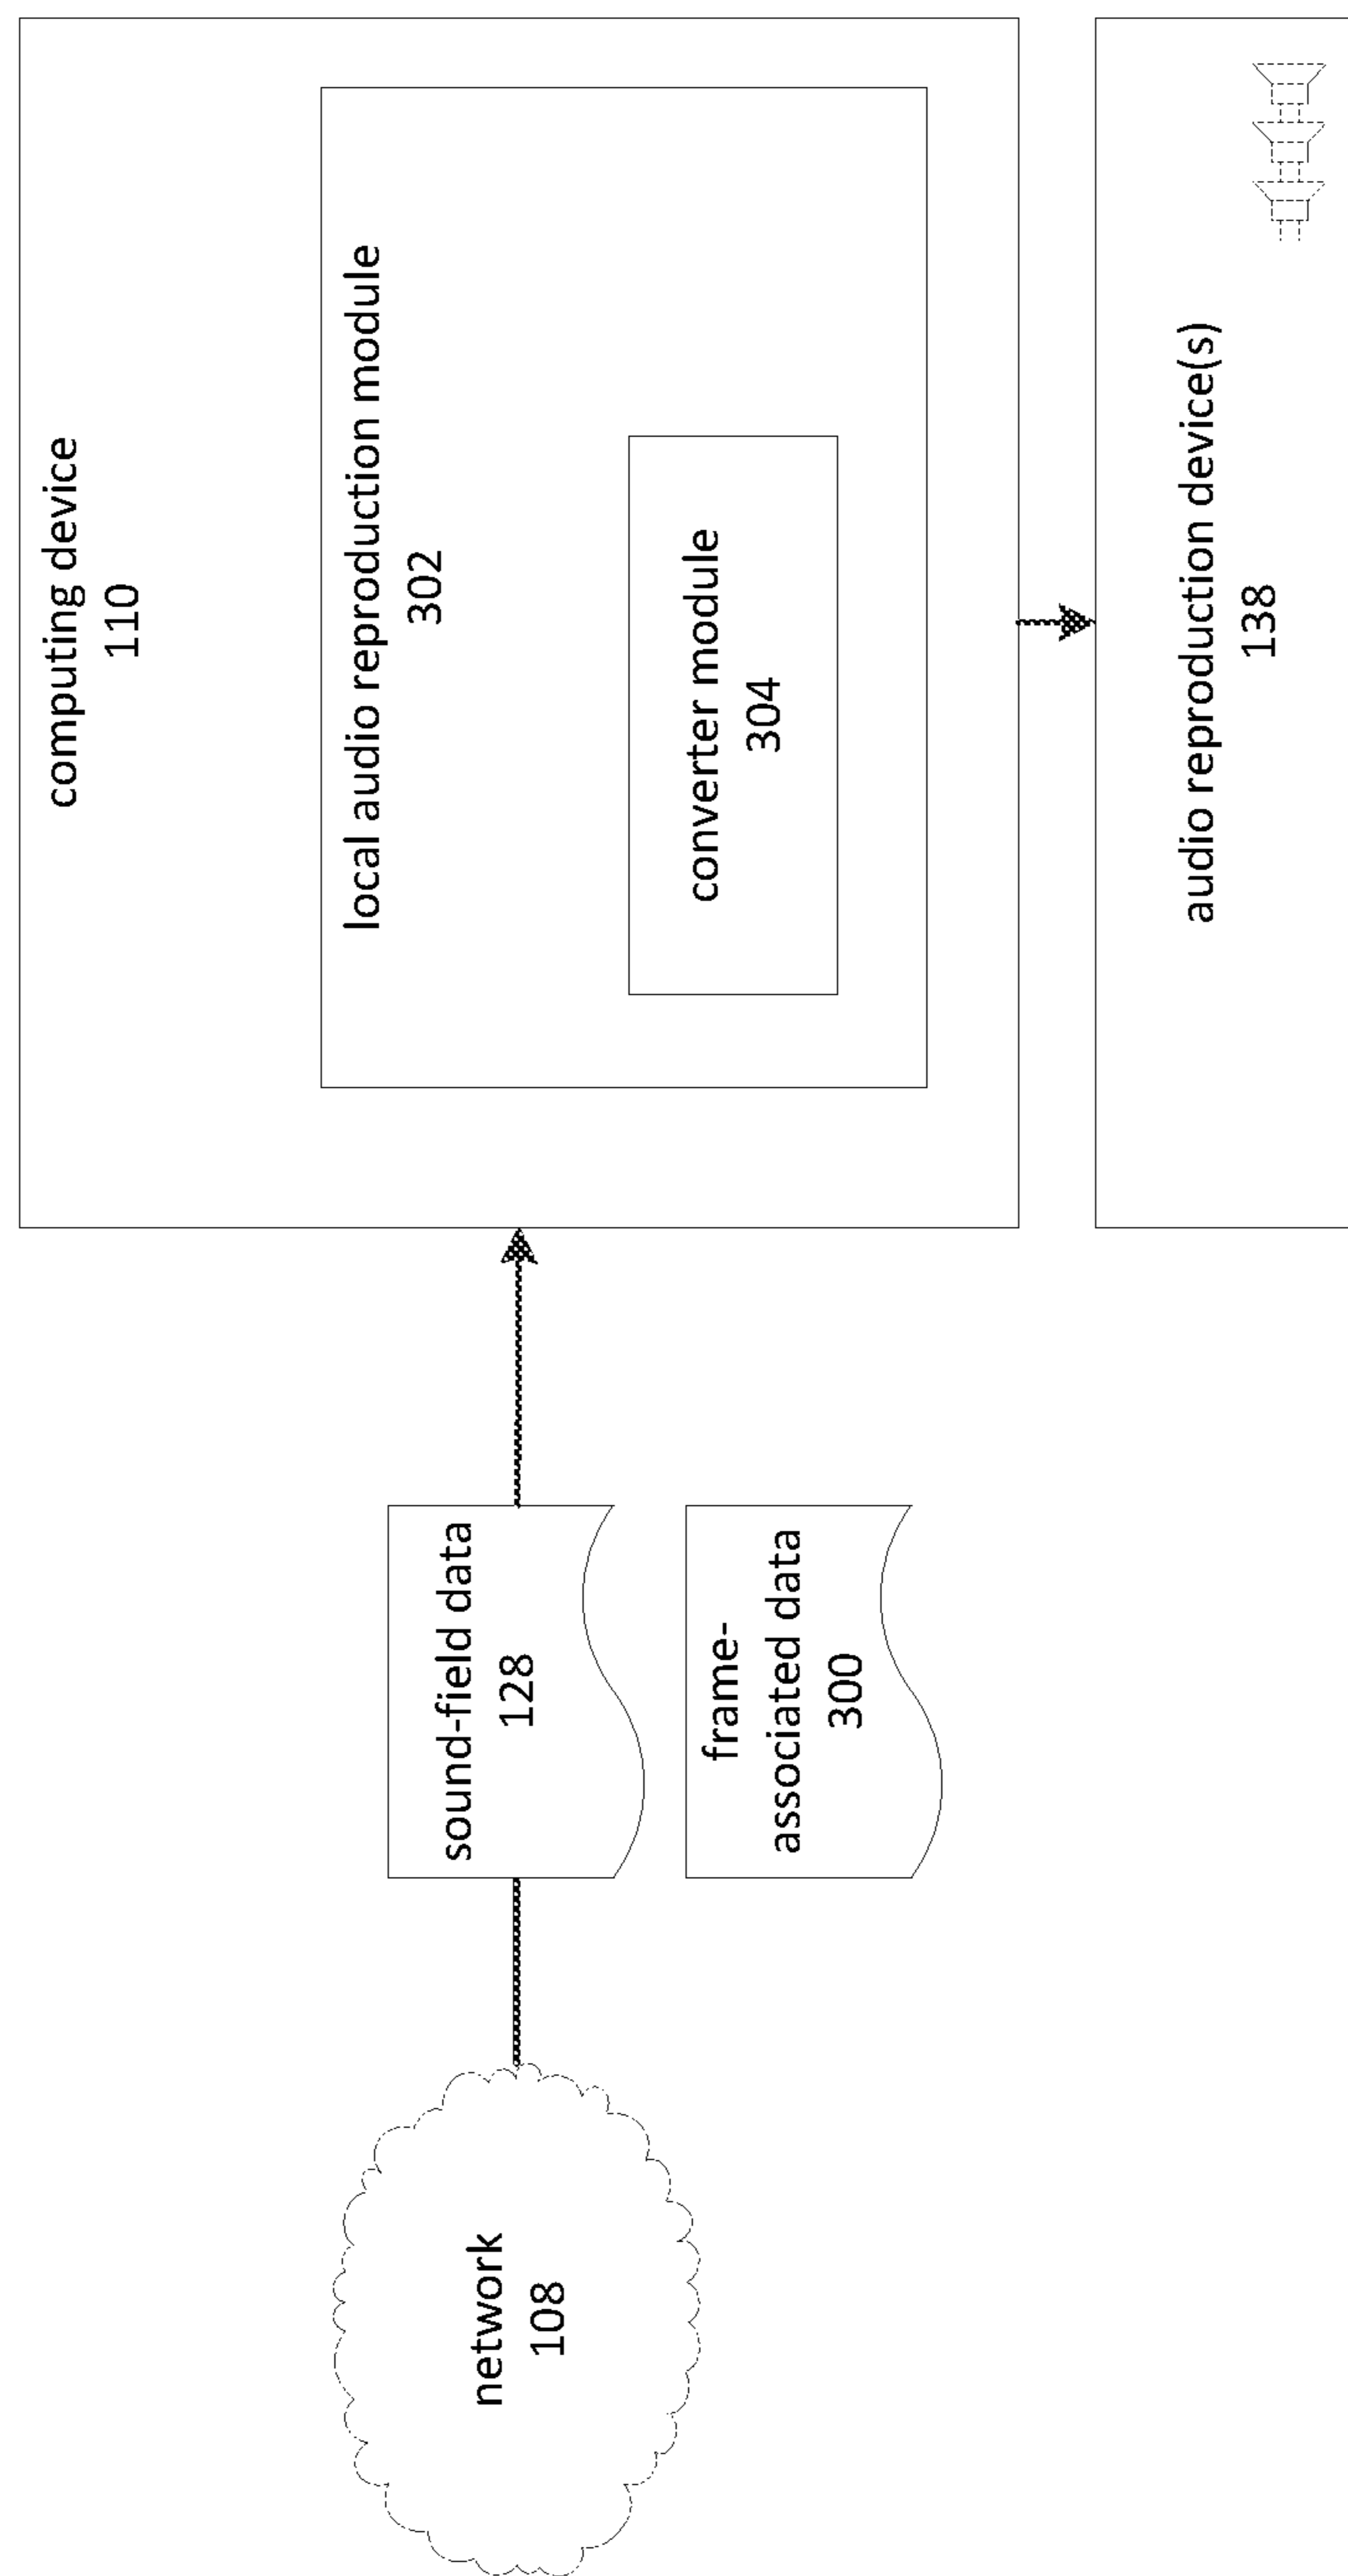 computing device
110
local audio reproduction module
302
converter module
304
audio reproduction device(s)
138
sound-field data
128
frame-
associated data
300
network
108